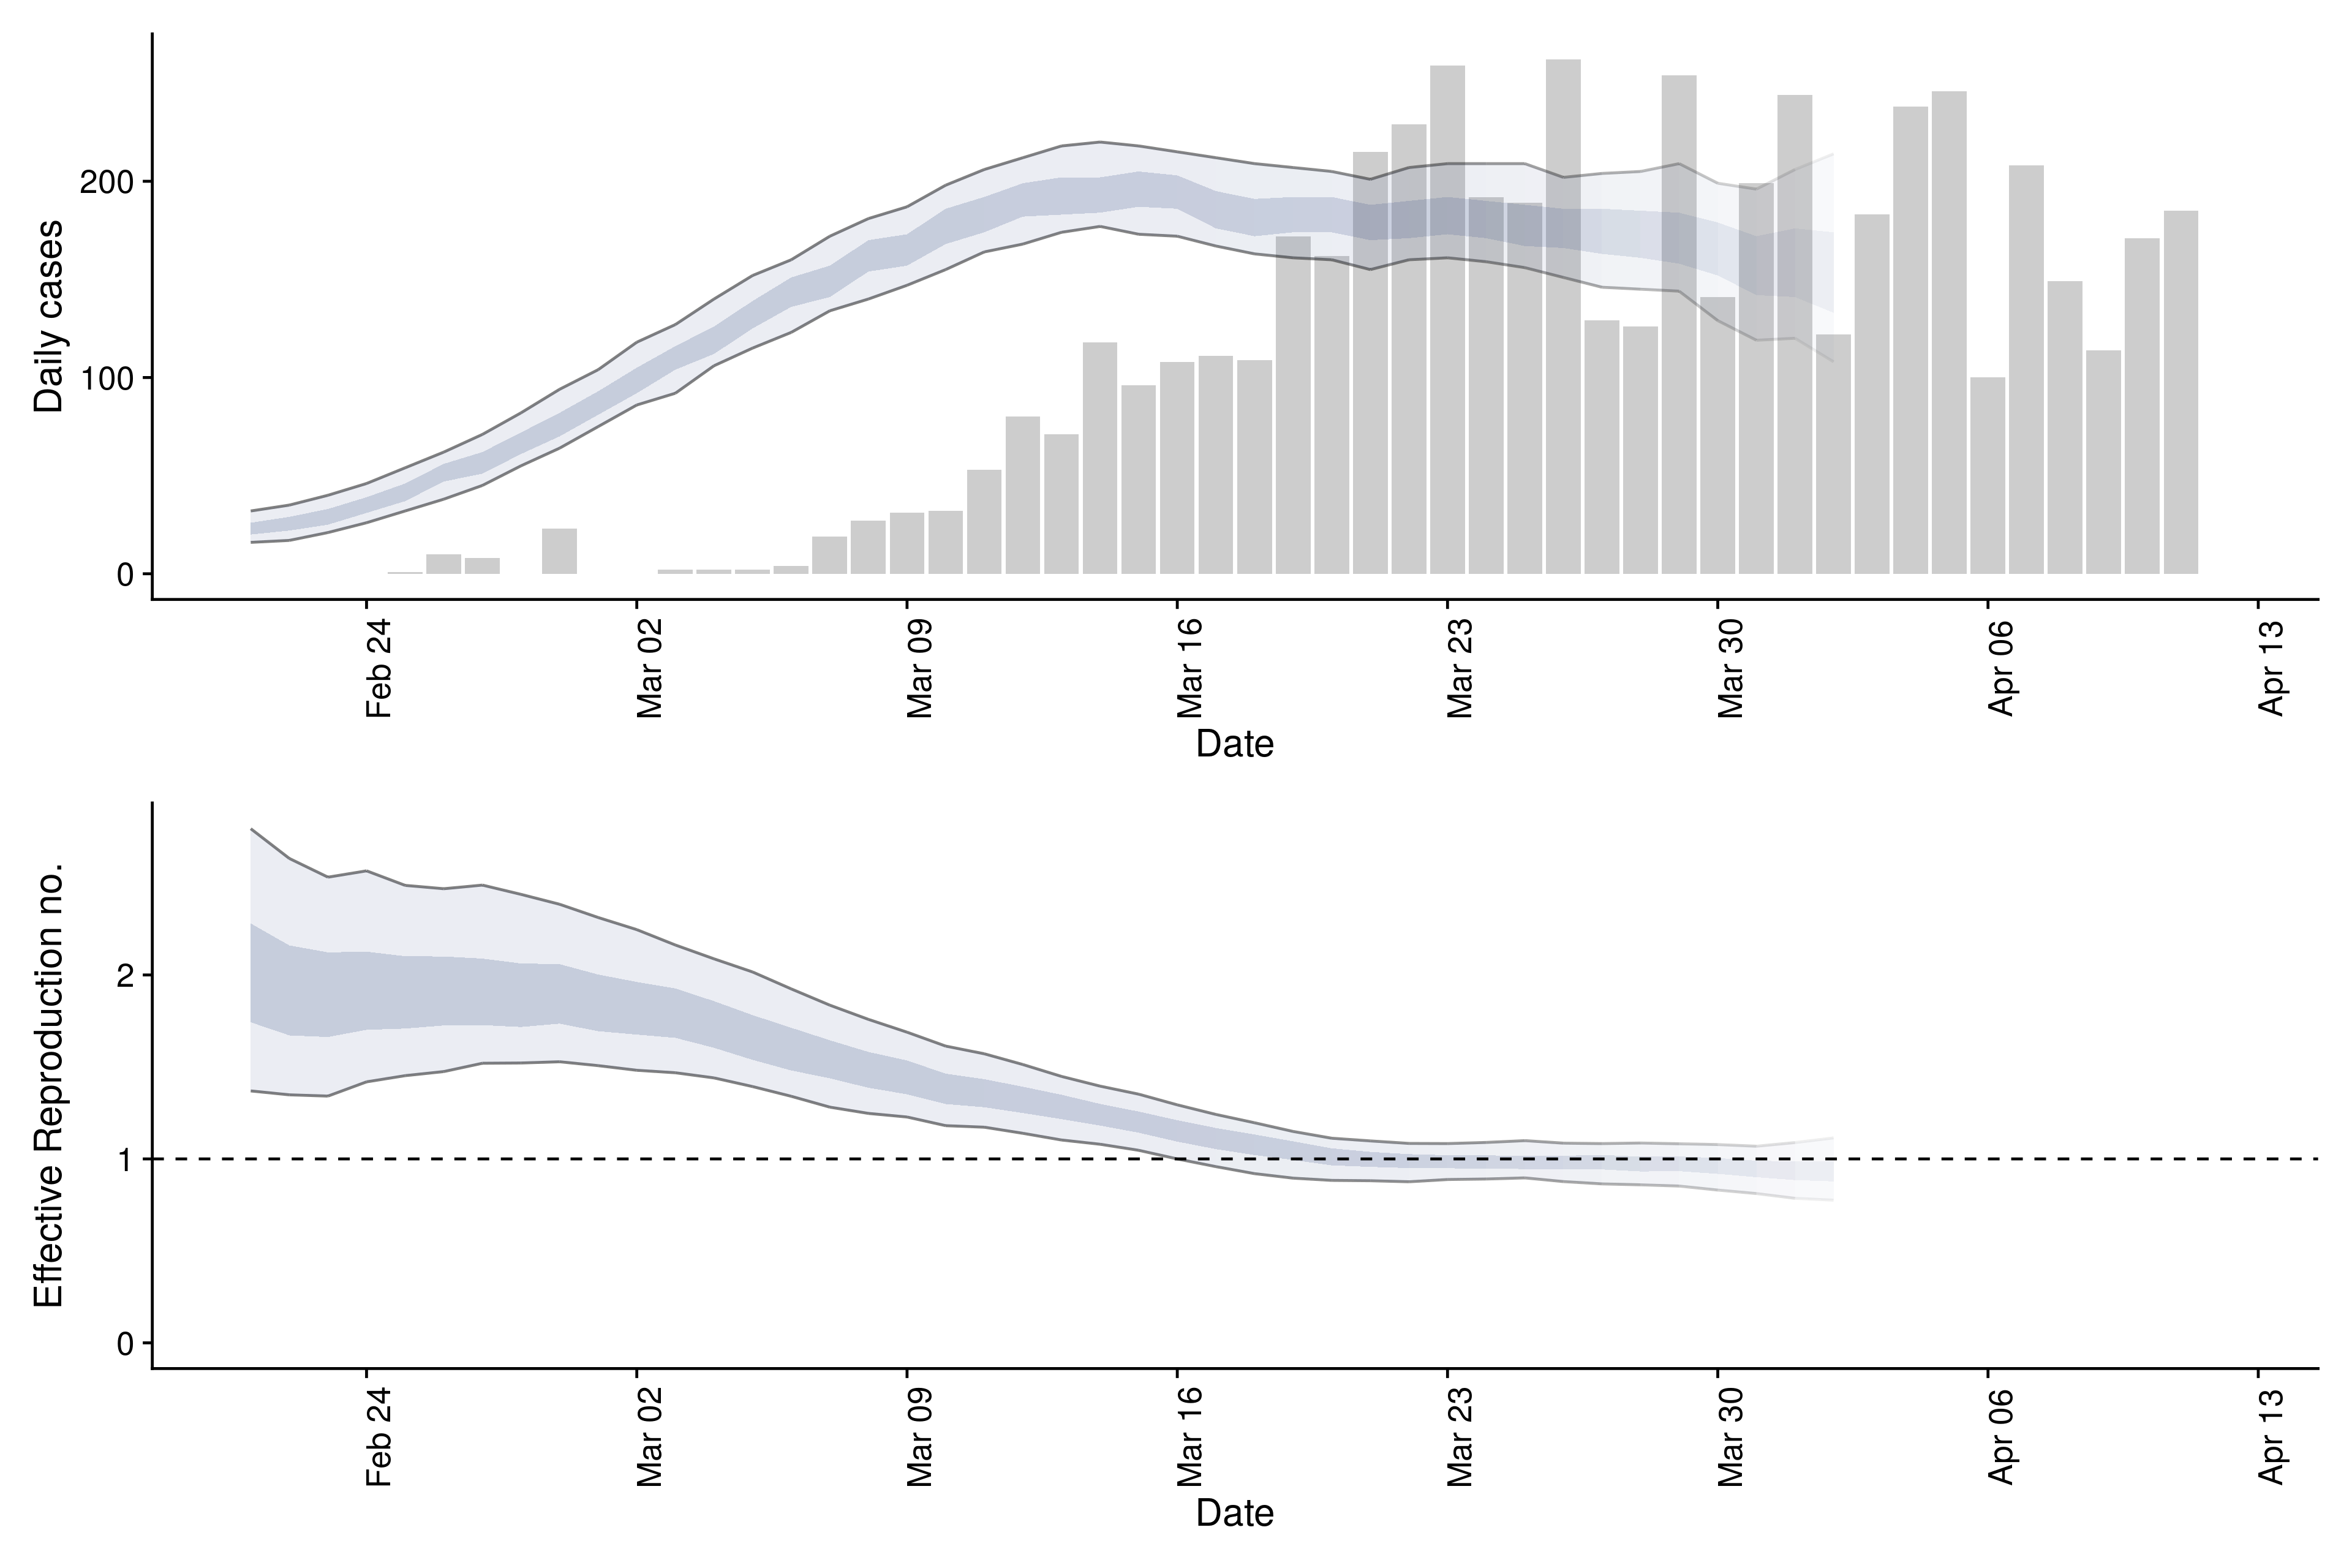 Daily cases
200
100
0
Feb 24
Mar 02
Mar 09
Mar 16
Mar 23
Mar 30
Apr 06
Apr 13
Date
Effective Reproduction no.
2
1
0
Feb 24
Mar 02
Mar 09
Mar 16
Mar 23
Mar 30
Apr 06
Apr 13
Date